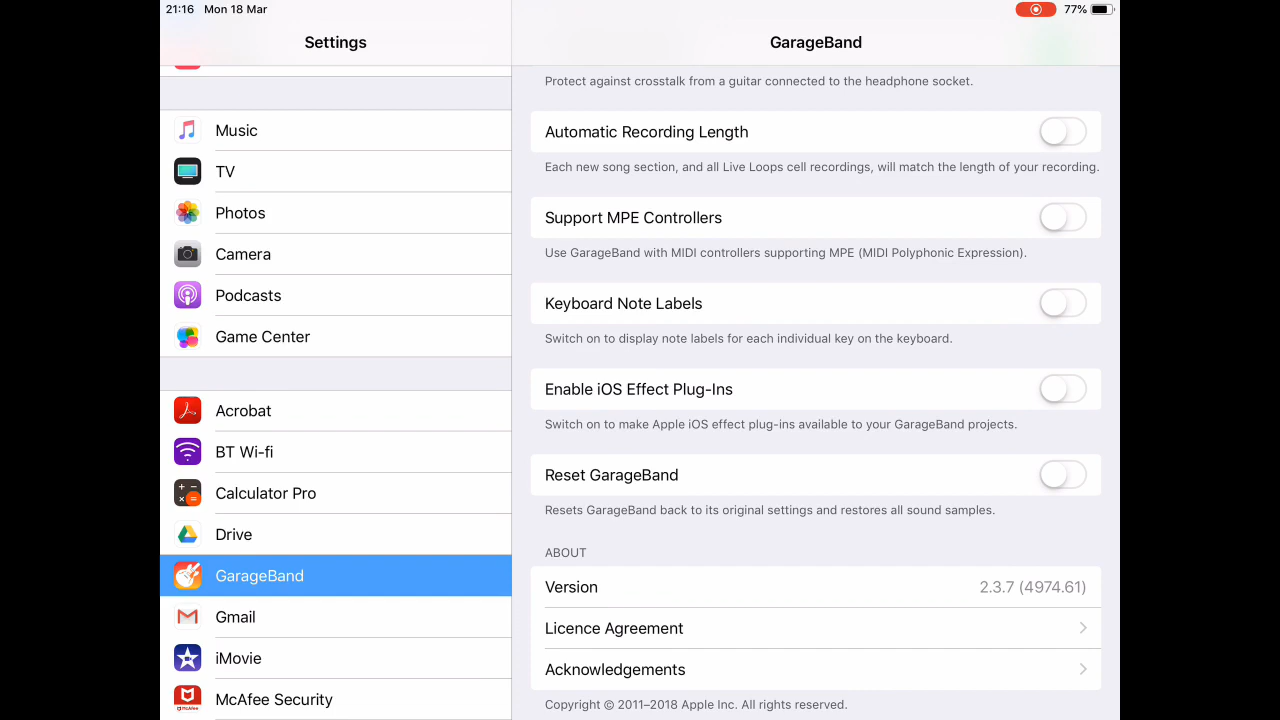 21:16 Mon 18 Mar
77%
Settings
Music
TV
Photos
Camera
Podcasts
Game Center
Acrobat
BT Wi-fi
Calculator Pro
Drive
GarageBand
Gmail
iMovie
McAfee Security
GarageBand
Protect against crosstalk from a guitar connected to the headphone socket.
Automatic Recording Length
Each new song section, and all Live Loops cell recordings, will match the length of your recording.
Support MPE Controllers
Use GarageBand with MIDI controllers supporting MPE (MIDI Polyphonic Expression).
Keyboard Note Labels
Switch on to display note labels for each individual key on the keyboard.
Enable iOS Effect Plug-Ins
Switch on to make Apple iOS effect plug-ins available to your GarageBand projects.
Reset GarageBand
Resets GarageBand back to its original settings and restores all sound samples.
ABOUT
Version 2.3.7 (4974.61)
Licence Agreement
Acknowledgements
Copyright © 2011–2018 Apple Inc. All rights reserved.